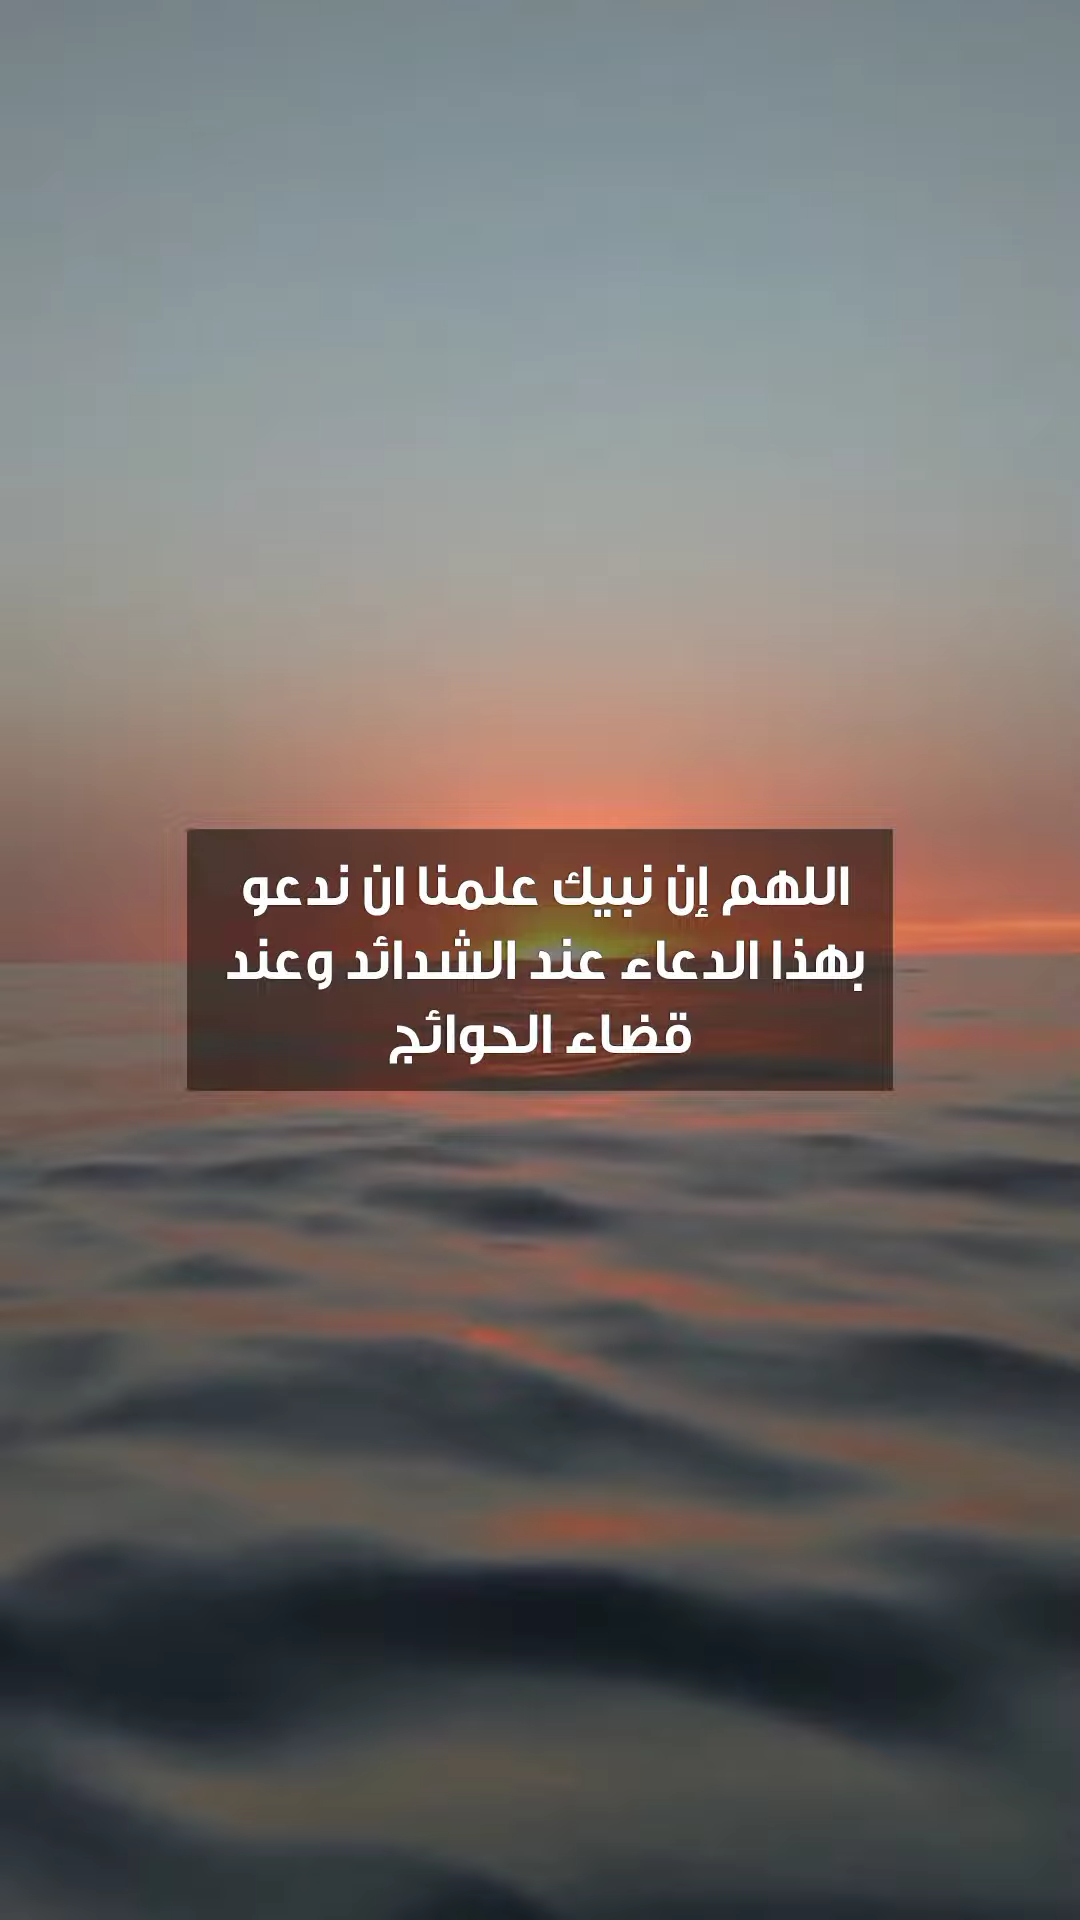 اللهم إن نبيك علمنا ان ندعو
بهذا الدعاء عند الشدائد وعند
قضاء الحوائج